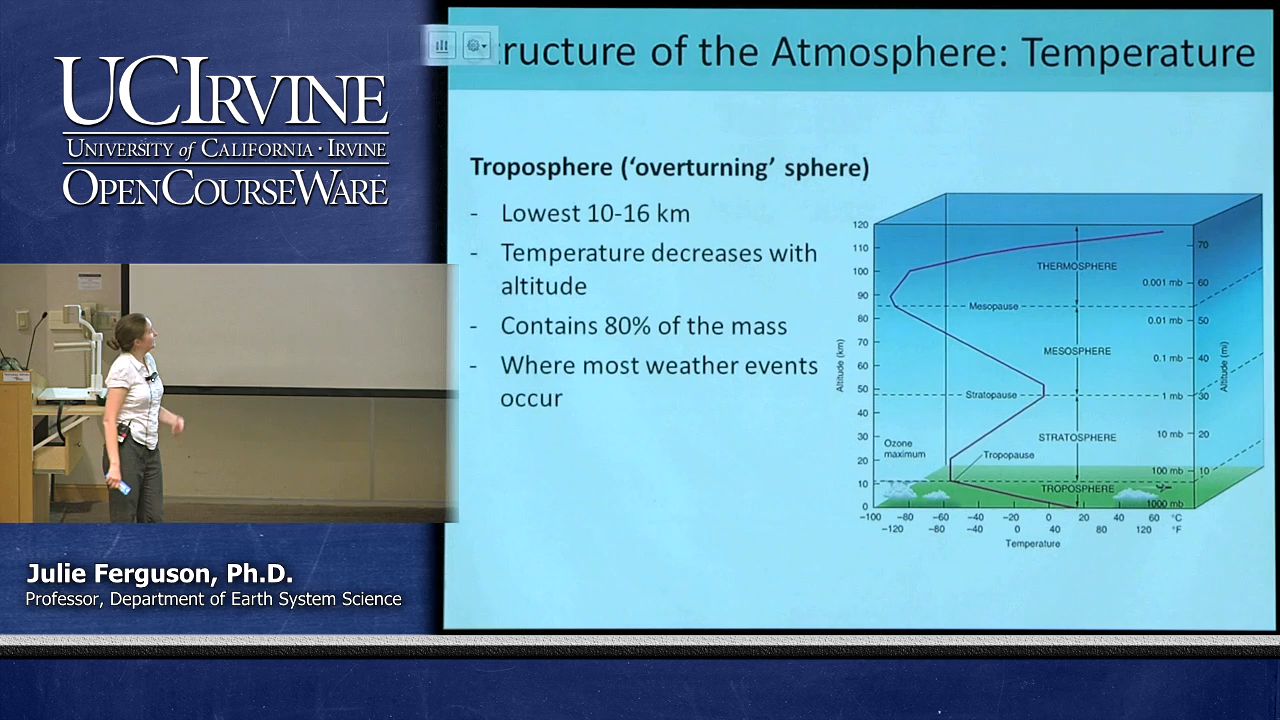 UCIRVINE
UNIVERSITY of CALIFORNIA · IRVINE
OPENCOURSEWARE
Julie Ferguson, Ph.D.
Professor, Department of Earth System Science
tructure of the Atmosphere: Temperature
Troposphere (‘overturning’ sphere)
- Lowest 10-16 km
- Temperature decreases with
altitude
- Contains 80% of the mass
- Where most weather events
occur
Altitude (km)
120
110
100
90
80
70
60
50
40
30
20
10
0
THERMOSPHERE
Mesopause
MESOSPHERE
Stratopause
STRATOSPHERE
Ozone
maximum
Tropopause
TROPOSPHERE
0.001 mb
0.01 mb
0.1 mb
1 mb
10 mb
100 mb
1000 mb
70
60
50
40
30
20
10
Altitude (mi)
–100 –80 –60 –40 –20 0 20 40 60 °C
–120 –80 –40 0 40 80 120 °F
Temperature